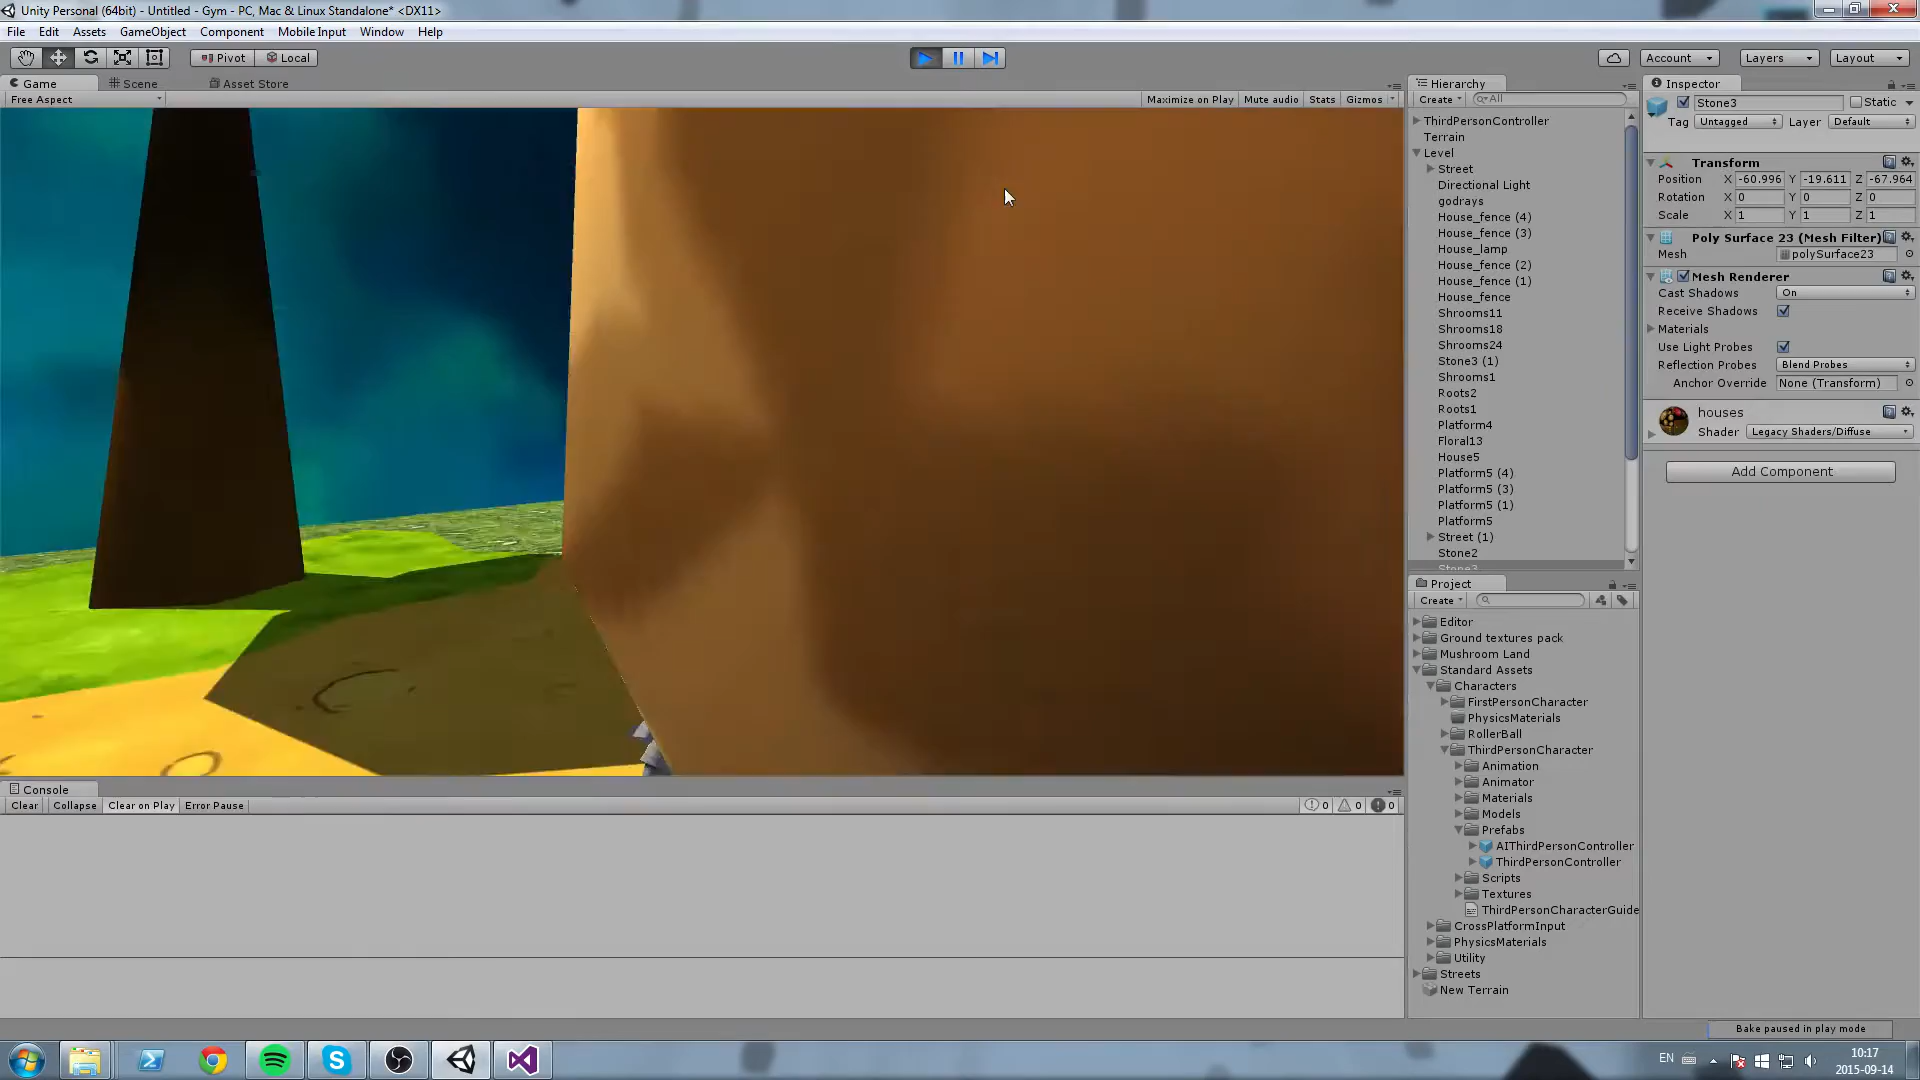 Unity Personal (64bit) - Untitled - Gym - PC, Mac & Linux Standalone* <DX11>
File Edit Assets GameObject Component Mobile Input Window Help
Pivot Local
Account Layers Layout
Game Scene Asset Store
Free Aspect
Maximize on Play Mute audio Stats Gizmos
Hierarchy
Create All
ThirdPersonController
Terrain
Level
Street
Directional Light
godrays
House_fence (4)
House_fence (3)
House_lamp
House_fence (2)
House_fence (1)
House_fence
Shrooms11
Shrooms18
Shrooms24
Stone3 (1)
Shrooms1
Roots2
Roots1
Platform4
Floral13
House5
Platform5 (4)
Platform5 (3)
Platform5 (1)
Platform5
Street (1)
Stone2
Stone3
Project
Create
Editor
Ground textures pack
Mushroom Land
Standard Assets
Characters
FirstPersonCharacter
PhysicsMaterials
RollerBall
ThirdPersonCharacter
Animation
Animator
Materials
Models
Prefabs
AIThirdPersonController
ThirdPersonController
Scripts
Textures
ThirdPersonCharacterGuide
CrossPlatformInput
PhysicsMaterials
Utility
Streets
New Terrain
Inspector
Stone3 Static
Tag Untagged Layer Default
Transform
Position X -60.996 Y -19.611 Z -67.964
Rotation X 0 Y 0 Z 0
Scale X 1 Y 1 Z 1
Poly Surface 23 (Mesh Filter)
Mesh polySurface23
Mesh Renderer
Cast Shadows On
Receive Shadows
Materials
Use Light Probes
Reflection Probes Blend Probes
Anchor Override None (Transform)
houses
Shader Legacy Shaders/Diffuse
Add Component
Console
Clear Collapse Clear on Play Error Pause
0 0 0
Bake paused in play mode
EN
10:17
2015-09-14